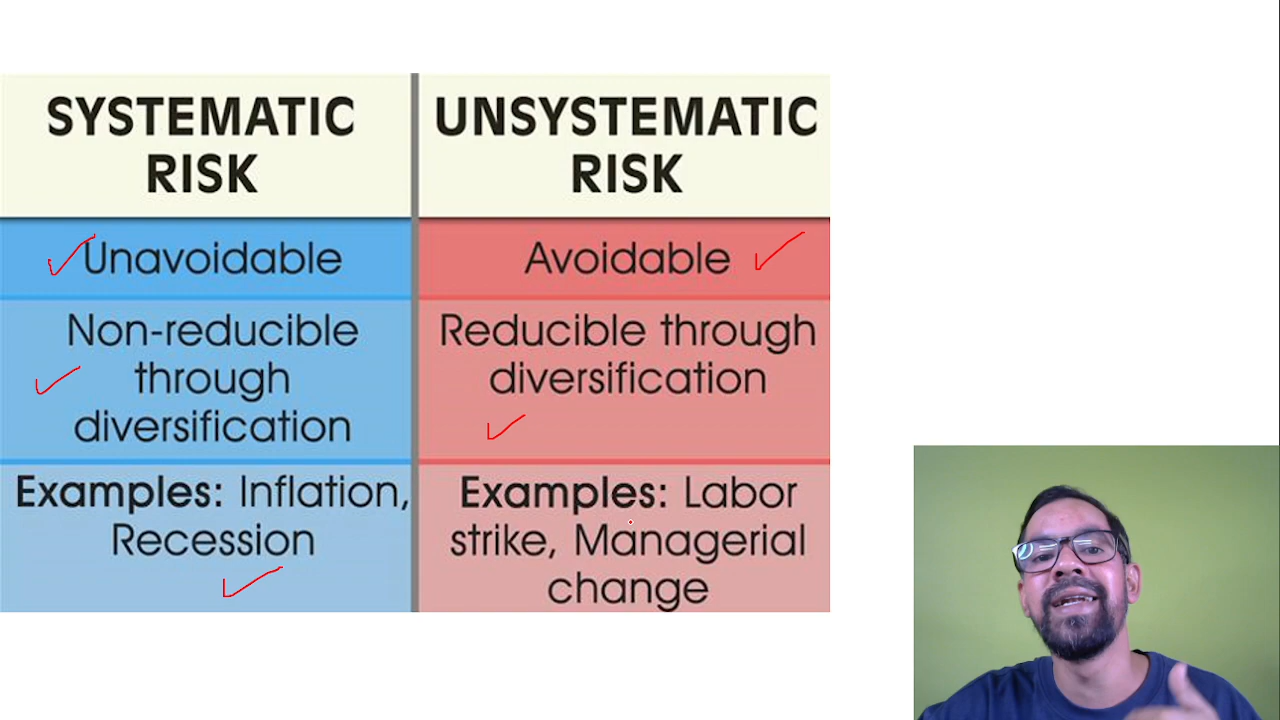 SYSTEMATIC
RISK
Unavoidable
Non-reducible
through
diversification
Examples: Inflation,
Recession
UNSYSTEMATIC
RISK
Avoidable
Reducible through
diversification
Examples: Labor
strike, Managerial
change